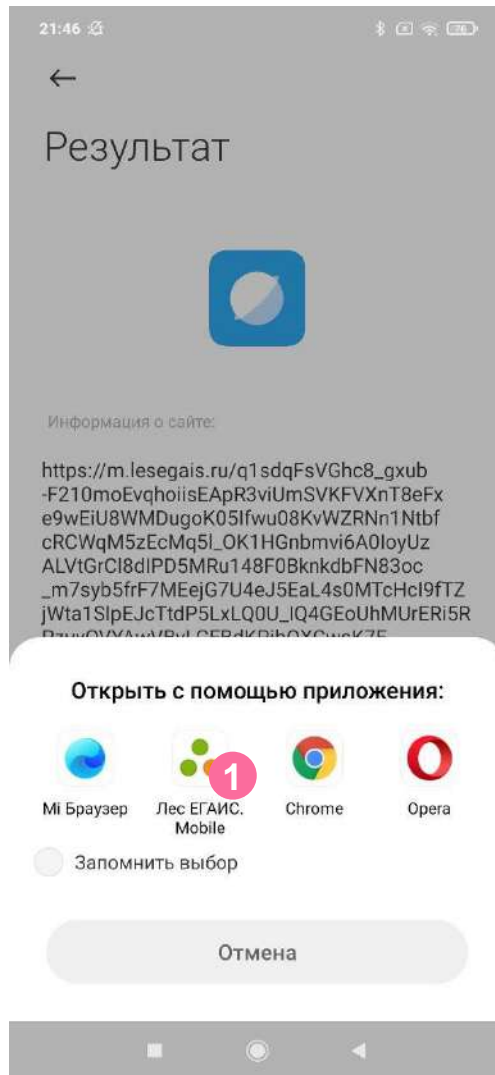 21:46
Результат
Информация о сайте:
https://m.lesegais.ru/q1sdqFsVGhc8_gxub
-F210moEvqhoiisEApR3viUmSVKFVXnT8eFx
e9wEiU8WMDugoK05Ifwu08KvWZRNn1Ntbf
cRCWqM5zEcMq5l_OK1HGnbmvi6A0IoyUz
ALVtGrCl8dlPD5MRu148F0BknkdbFN83oc
_m7syb5frF7MEejG7U4eJ5EaL4s0MTcHcI9fTZ
jWta1SlpEJcTtdP5LxLQ0U_IQ4GEoUhMUrERi5R
Открыть с помощью приложения:
1
Mi Браузер
Лес ЕГАИС.
Mobile
Chrome
Opera
Запомнить выбор
Отмена